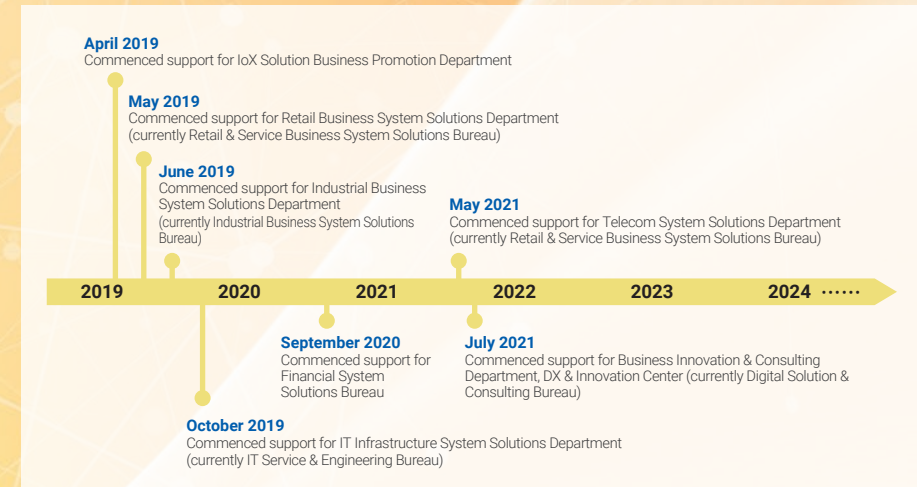 April 2019
Commenced support for IoX Solution Business Promotion Department
May 2019
Commenced support for Retail Business System Solutions Department
(currently Retail & Service Business System Solutions Bureau)
June 2019
Commenced support for Industrial Business
System Solutions Department
(currently Industrial Business System Solutions
Bureau)
May 2021
Commenced support for Telecom System Solutions Department
(currently Retail & Service Business System Solutions Bureau)
2019 2020 2021 2022 2023 2024 ······
September 2020
Commenced support for
Financial System
Solutions Bureau
July 2021
Commenced support for Business Innovation & Consulting
Department, DX & Innovation Center (currently Digital Solution &
Consulting Bureau)
October 2019
Commenced support for IT Infrastructure System Solutions Department
(currently IT Service & Engineering Bureau)